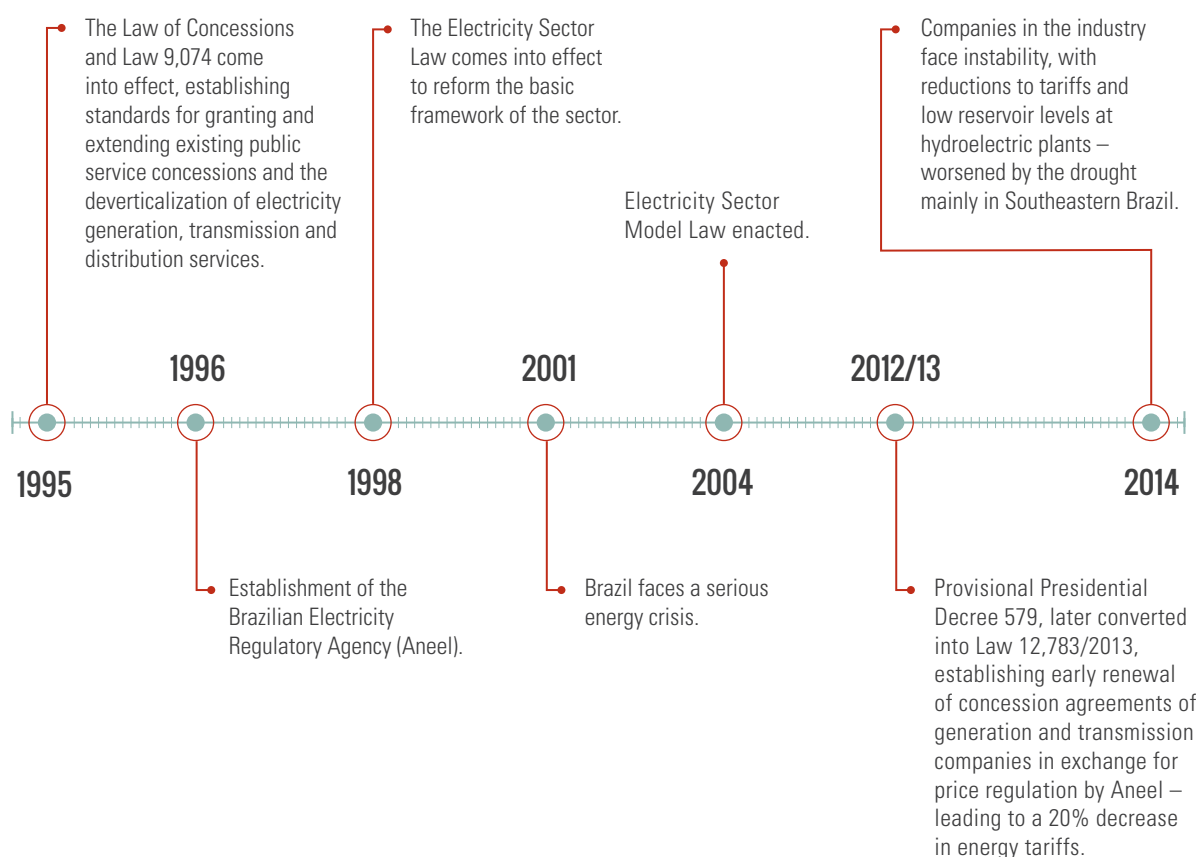 The Law of Concessions
and Law 9,074 come
into effect, establishing
standards for granting and
extending existing public
service concessions and the
deverticalization of electricity
generation, transmission and
distribution services.
The Electricity Sector
Law comes into effect
to reform the basic
framework of the sector.
Electricity Sector
Model Law enacted.
Companies in the industry
face instability, with
reductions to tariffs and
low reservoir levels at
hydroelectric plants –
worsened by the drought
mainly in Southeastern Brazil.
1996
2001
2012/13
1995
1998
2004
2014
Establishment of the
Brazilian Electricity
Regulatory Agency (Aneel).
Brazil faces a serious
energy crisis.
Provisional Presidential
Decree 579, later converted
into Law 12,783/2013,
establishing early renewal
of concession agreements of
generation and transmission
companies in exchange for
price regulation by Aneel –
leading to a 20% decrease
in energy tariffs.